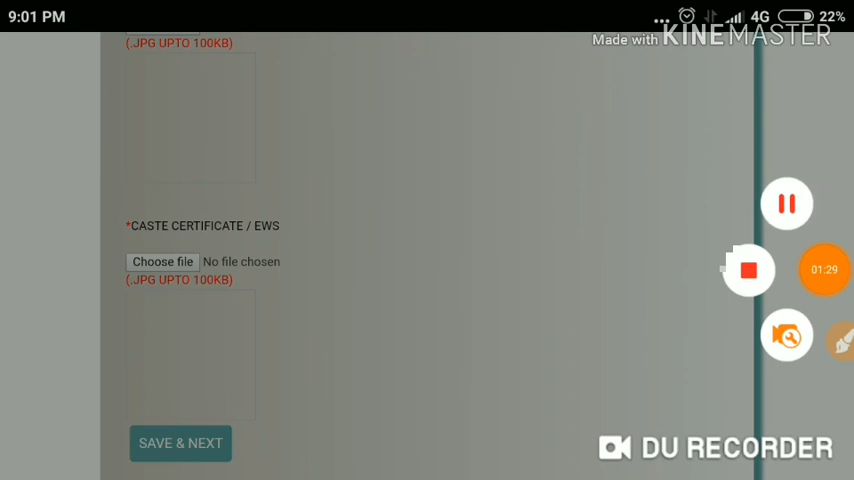 9:01 PM
... 4G 22%
Made with KINEMASTER
(.JPG UPTO 100KB)
*CASTE CERTIFICATE / EWS
Choose file No file chosen
(.JPG UPTO 100KB)
01:29
SAVE & NEXT
DU RECORDER